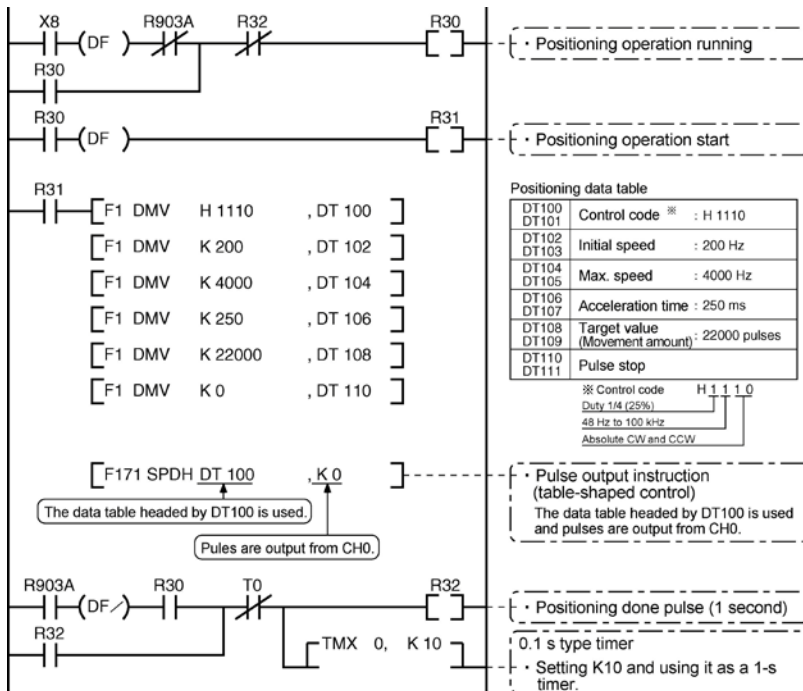 X8 R903A R32 R30
(DF )
· Positioning operation running
R30
R30 R31
(DF )
· Positioning operation start
R31
F1 DMV H 1110 , DT 100
F1 DMV K 200 , DT 102
F1 DMV K 4000 , DT 104
F1 DMV K 250 , DT 106
F1 DMV K 22000 , DT 108
F1 DMV K 0 , DT 110
Positioning data table
DT100 DT101 Control code ※ : H 1110
DT102 DT103 Initial speed : 200 Hz
DT104 DT105 Max. speed : 4000 Hz
DT106 DT107 Acceleration time : 250 ms
DT108 DT109 Target value (Movement amount) : 22000 pulses
DT110 DT111 Pulse stop
※ Control code H 1 1 1 0
Duty 1/4 (25%)
48 Hz to 100 kHz
Absolute CW and CCW
F171 SPDH DT 100 , K 0
The data table headed by DT100 is used.
Pules are output from CH0.
· Pulse output instruction
(table-shaped control)
The data table headed by DT100 is used
and pulses are output from CH0.
R903A R30 T0 R32
(DF/)
· Positioning done pulse (1 second)
R32
TMX 0, K 10
0.1 s type timer
· Setting K10 and using it as a 1-s
timer.